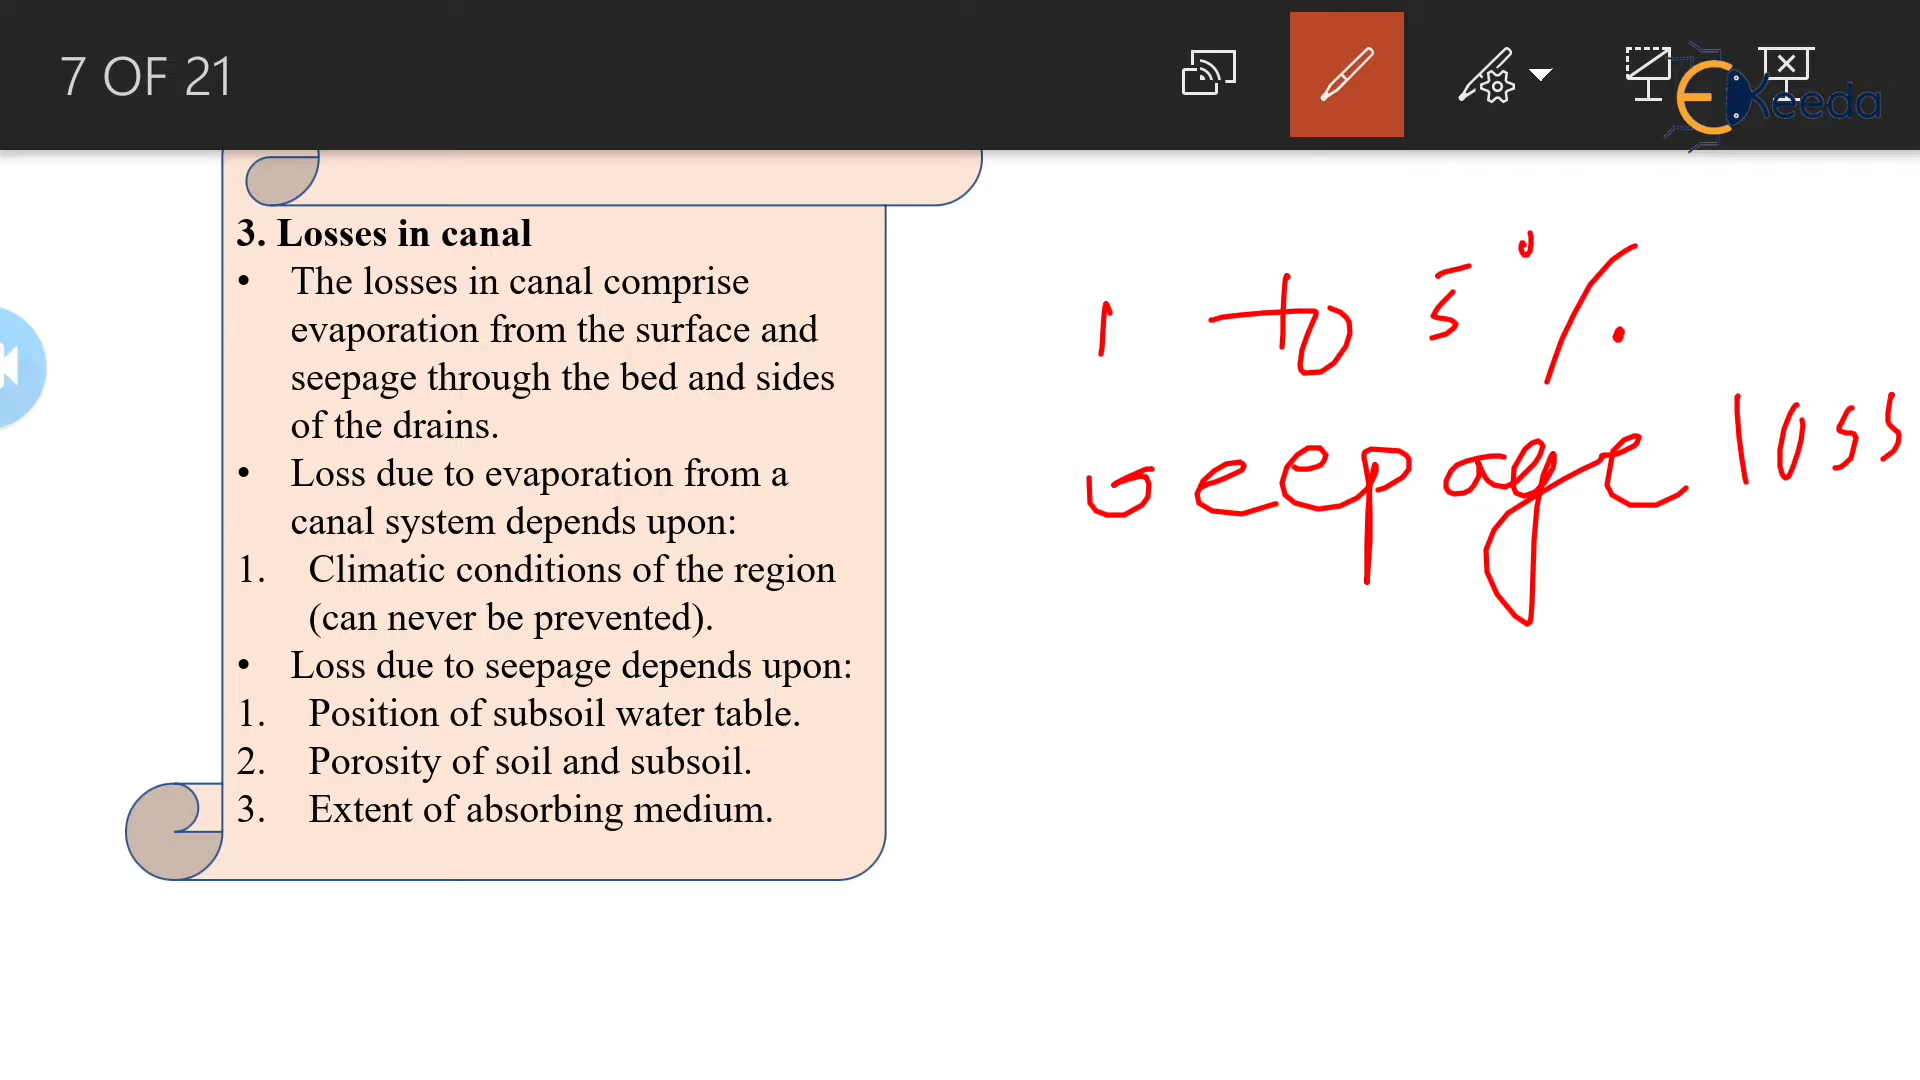 7 OF 21
EKeeda
3. Losses in canal
• The losses in canal comprise
evaporation from the surface and
seepage through the bed and sides
of the drains.
• Loss due to evaporation from a
canal system depends upon:
1. Climatic conditions of the region
(can never be prevented).
• Loss due to seepage depends upon:
1. Position of subsoil water table.
2. Porosity of soil and subsoil.
3. Extent of absorbing medium.
1 to 5 %
seepage loss